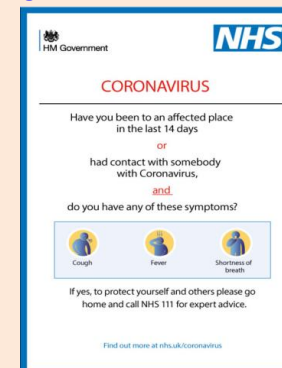 HM Government
NHS
CORONAVIRUS
Have you been to an affected place
in the last 14 days
or
had contact with somebody
with Coronavirus,
and
do you have any of these symptoms?
Cough
Fever
Shortness of
breath
If yes, to protect yourself and others please go
home and call NHS 111 for expert advice.
Find out more at nhs.uk/coronavirus